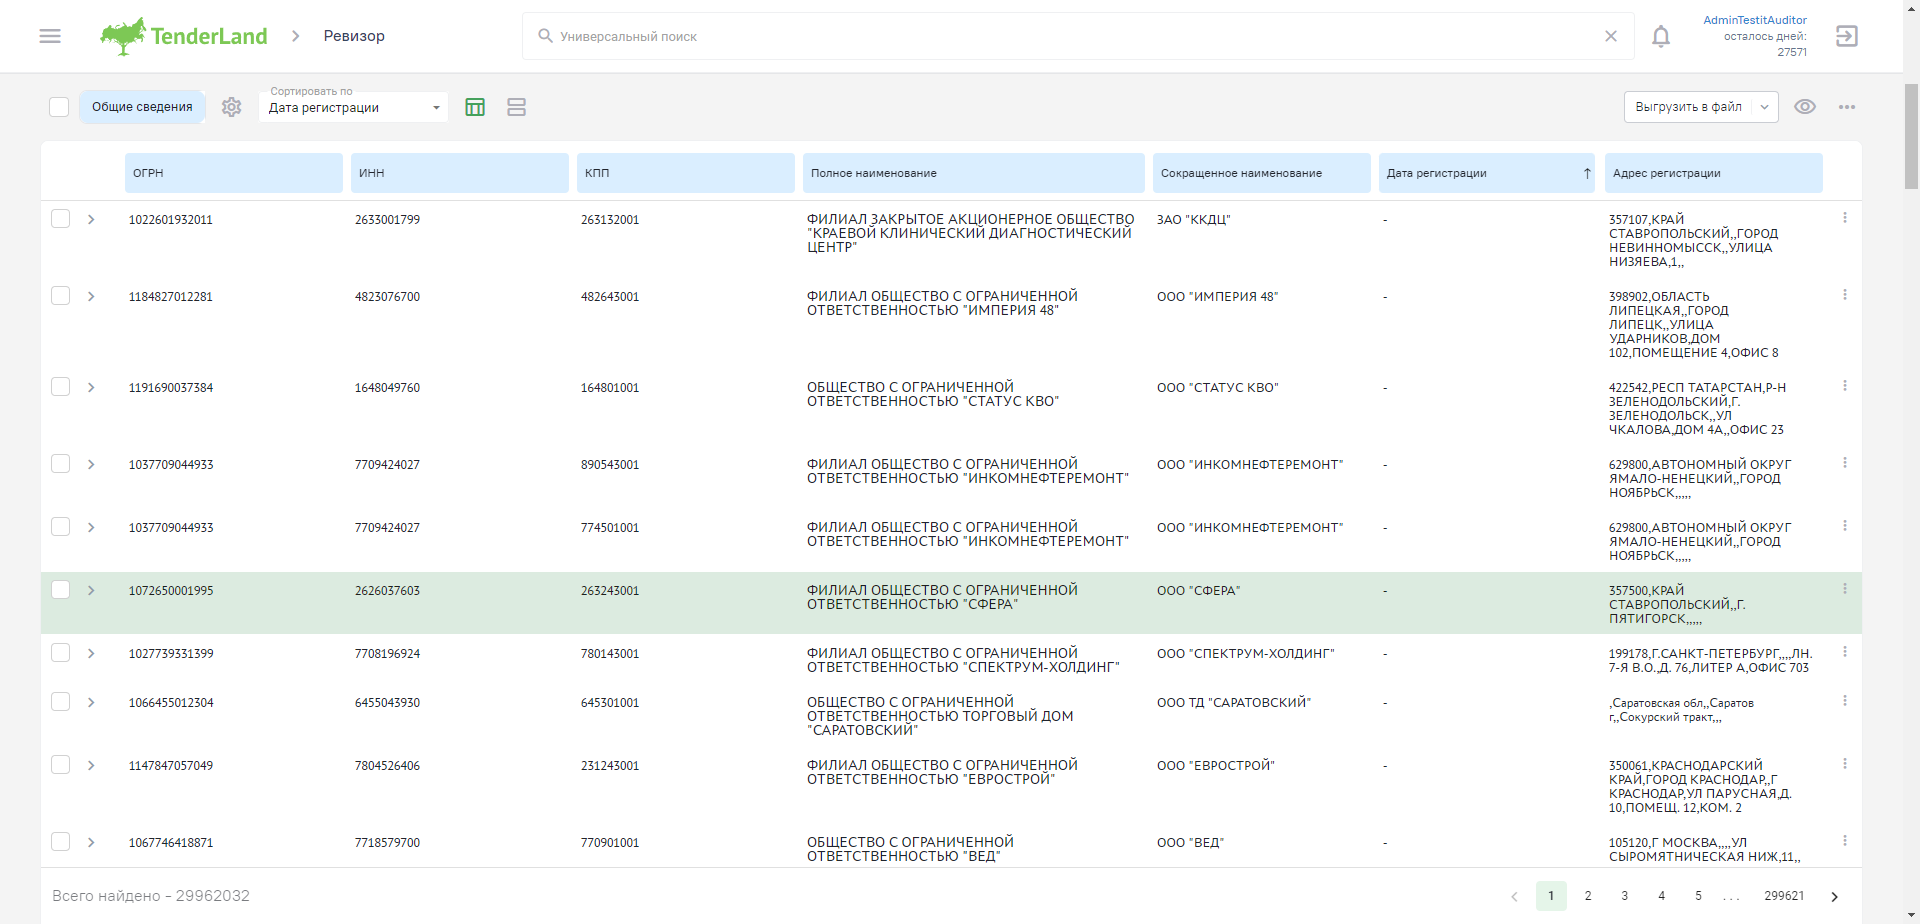 TenderLand
Ревизор
Универсальный поиск
AdminTestitAuditor
осталось дней:
27571
Общие сведения
Сортировать по
Дата регистрации
Выгрузить в файл
ОГРН ИНН КПП Полное наименование Сокращенное наименование Дата регистрации Адрес регистрации
1022601932011 2633001799 263132001 ФИЛИАЛ ЗАКРЫТОЕ АКЦИОНЕРНОЕ ОБЩЕСТВО ЗАО "ККДЦ" - 357107,КРАЙ
"КРАЕВОЙ КЛИНИЧЕСКИЙ ДИАГНОСТИЧЕСКИЙ СТАВРОПОЛЬСКИЙ,,ГОРОД
ЦЕНТР" НЕВИННОМЫССК,,УЛИЦА
НИЗЯЕВА,1,,
1184827012281 4823076700 482643001 ФИЛИАЛ ОБЩЕСТВО С ОГРАНИЧЕННОЙ ООО "ИМПЕРИЯ 48" - 398902,ОБЛАСТЬ
ОТВЕТСТВЕННОСТЬЮ "ИМПЕРИЯ 48" ЛИПЕЦКАЯ,,ГОРОД
ЛИПЕЦК,,УЛИЦА
УДАРНИКОВ,ДОМ
102,ПОМЕЩЕНИЕ 4,ОФИС 8
1191690037384 1648049760 164801001 ОБЩЕСТВО С ОГРАНИЧЕННОЙ ООО "СТАТУС КВО" - 422542,РЕСП ТАТАРСТАН,Р-Н
ОТВЕТСТВЕННОСТЬЮ "СТАТУС КВО" ЗЕЛЕНОДОЛЬСКИЙ,Г.
ЗЕЛЕНОДОЛЬСК,,УЛ
ЧКАЛОВА,ДОМ 4А,,ОФИС 23
1037709044933 7709424027 890543001 ФИЛИАЛ ОБЩЕСТВО С ОГРАНИЧЕННОЙ ООО "ИНКОМНЕФТЕРЕМОНТ" - 629800,АВТОНОМНЫЙ ОКРУГ
ОТВЕТСТВЕННОСТЬЮ "ИНКОМНЕФТЕРЕМОНТ" ЯМАЛО-НЕНЕЦКИЙ,,ГОРОД
НОЯБРЬСК,,,,,
1037709044933 7709424027 774501001 ФИЛИАЛ ОБЩЕСТВО С ОГРАНИЧЕННОЙ ООО "ИНКОМНЕФТЕРЕМОНТ" - 629800,АВТОНОМНЫЙ ОКРУГ
ОТВЕТСТВЕННОСТЬЮ "ИНКОМНЕФТЕРЕМОНТ" ЯМАЛО-НЕНЕЦКИЙ,,ГОРОД
НОЯБРЬСК,,,,,
1072650001995 2626037603 263243001 ФИЛИАЛ ОБЩЕСТВО С ОГРАНИЧЕННОЙ ООО "СФЕРА" - 357500,КРАЙ
ОТВЕТСТВЕННОСТЬЮ "СФЕРА" СТАВРОПОЛЬСКИЙ,,Г.
ПЯТИГОРСК,,,,,
1027739331399 7708196924 780143001 ФИЛИАЛ ОБЩЕСТВО С ОГРАНИЧЕННОЙ ООО "СПЕКТРУМ-ХОЛДИНГ" - 199178,Г.САНКТ-ПЕТЕРБУРГ,,,,ЛН.
ОТВЕТСТВЕННОСТЬЮ "СПЕКТРУМ-ХОЛДИНГ" 7-Я В.О.,Д. 76,ЛИТЕР А,ОФИС 703
1066455012304 6455043930 645301001 ОБЩЕСТВО С ОГРАНИЧЕННОЙ ООО ТД "САРАТОВСКИЙ" - ,Саратовская обл,,Саратов
ОТВЕТСТВЕННОСТЬЮ ТОРГОВЫЙ ДОМ г,,Сокурский тракт,,,
"САРАТОВСКИЙ"
1147847057049 7804526406 231243001 ФИЛИАЛ ОБЩЕСТВО С ОГРАНИЧЕННОЙ ООО "ЕВРОСТРОЙ" - 350061,КРАСНОДАРСКИЙ
ОТВЕТСТВЕННОСТЬЮ "ЕВРОСТРОЙ" КРАЙ,ГОРОД КРАСНОДАР,,Г
КРАСНОДАР,УЛ ПАРУСНАЯ,Д.
10,ПОМЕЩ. 12,КОМ. 2
1067746418871 7718579700 770901001 ОБЩЕСТВО С ОГРАНИЧЕННОЙ ООО "ВЕД" - 105120,Г МОСКВА,,,,УЛ
ОТВЕТСТВЕННОСТЬЮ "ВЕД" СЫРОМЯТНИЧЕСКАЯ НИЖ,11,,
Всего найдено - 29962032
1 2 3 4 5 ... 299621